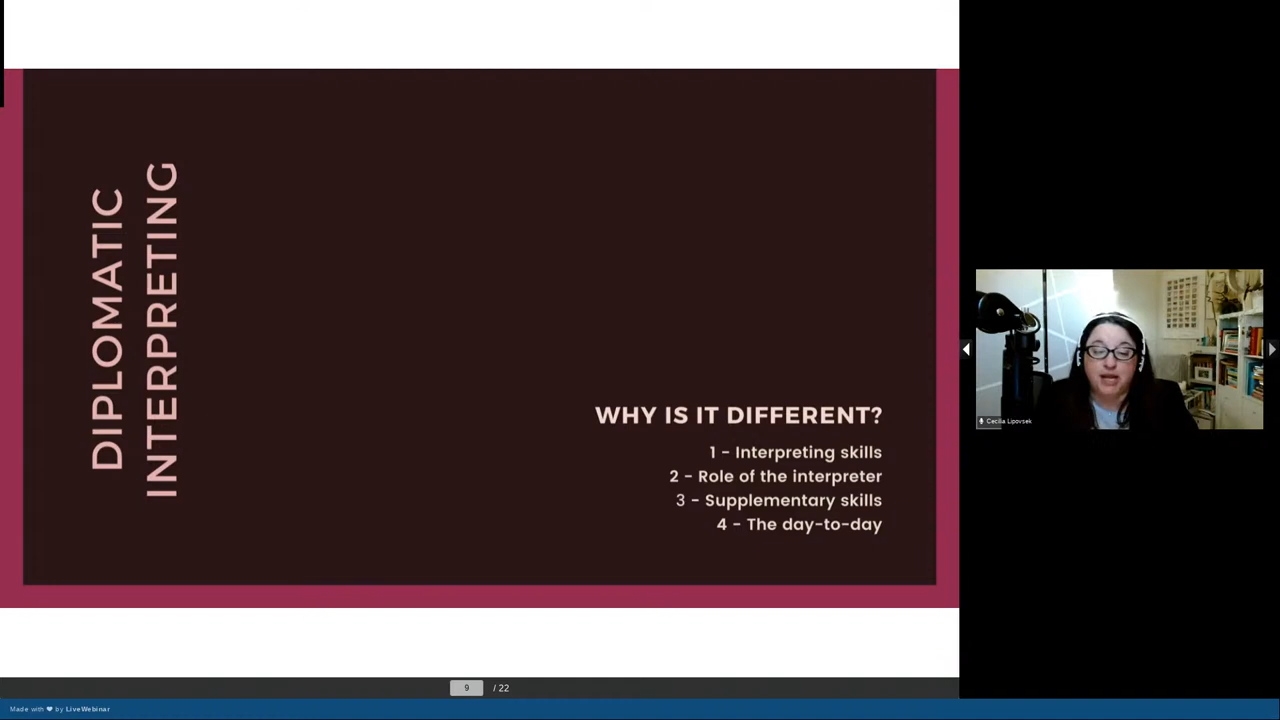 DIPLOMATIC
INTERPRETING
WHY IS IT DIFFERENT?
1 - Interpreting skills
2 - Role of the interpreter
3 - Supplementary skills
4 - The day-to-day
Cecilia Lipovsek
9 / 22
Made with ❤ by LiveWebinar